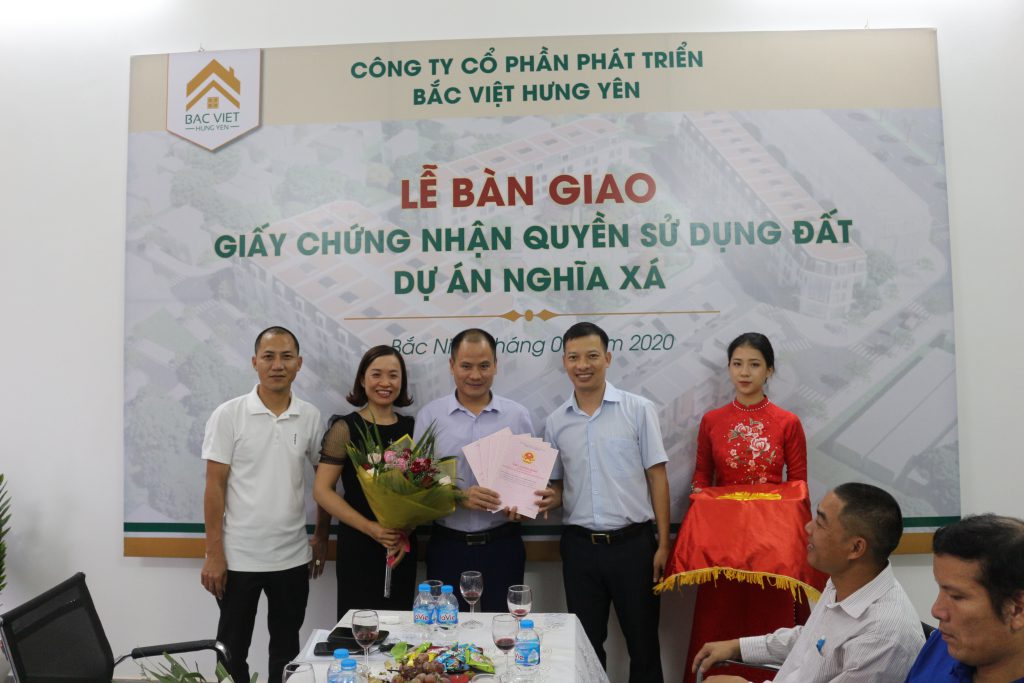 CÔNG TY CỔ PHẦN PHÁT TRIỂN
BẮC VIỆT HƯNG YÊN
BAC VIET
HUNG YEN
LỄ BÀN GIAO
GIẤY CHỨNG NHẬN QUYỀN SỬ DỤNG ĐẤT
DỰ ÁN NGHĨA XÁ
Bắc 2020